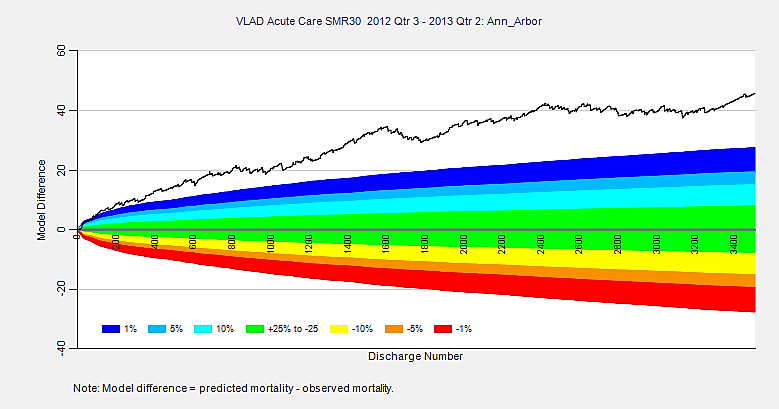 VLAD Acute Care SMR30 2012 Qtr 3 - 2013 Qtr 2: Ann_Arbor
60
40
20
0
-20
-40
Model Difference
0 200 400 600 800 1000 1200 1400 1600 1800 2000 2200 2400 2600 2800 3000 3200 3400
1% 5% 10% +25% to -25 -10% -5% -1%
Discharge Number
Note: Model difference = predicted mortality - observed mortality.